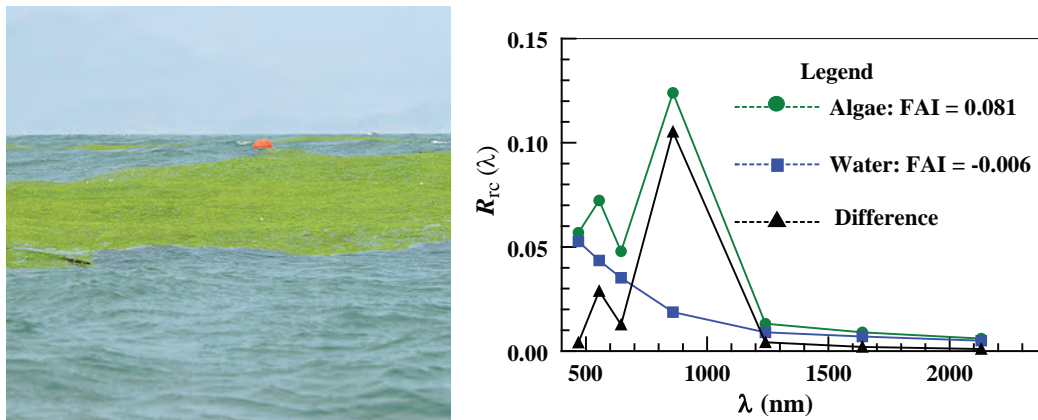 0.15
0.10
0.05
0.00
R_rc (λ)
Legend
Algae: FAI = 0.081
Water: FAI = -0.006
Difference
500 1000 1500 2000
λ (nm)